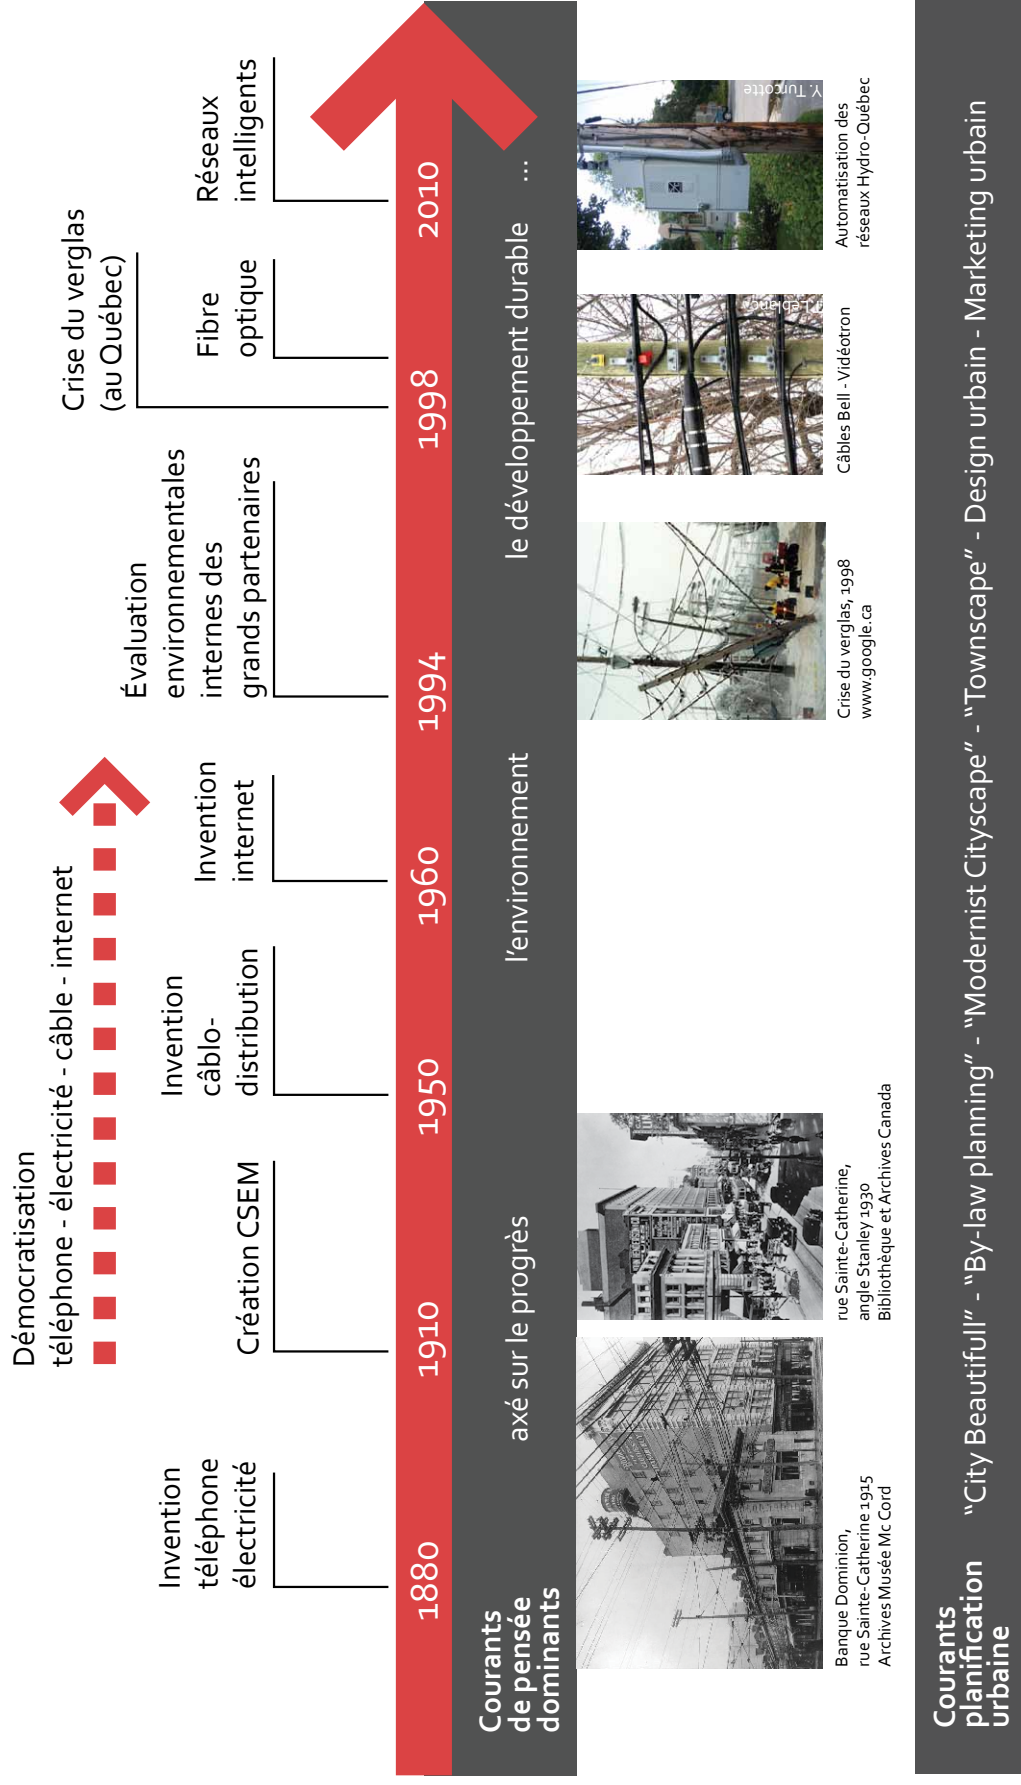 Démocratisation
téléphone - électricité - câble - internet
Crise du verglas
(au Québec)
Invention
téléphone
électricité
Création CSEM
Invention
câblo-
distribution
Invention
internet
Évaluation
environnementales
internes des
grands partenaires
Fibre
optique
Réseaux
intelligents
1880
1910
1950
1960
1994
1998
2010
Courants
de pensée
dominants
axé sur le progrès
l'environnement
le développement durable
...
Y. Turcotte
Banque Dominion,
rue Sainte-Catherine 1915
Archives Musée Mc Cord
rue Sainte-Catherine,
angle Stanley 1930
Bibliothèque et Archives Canada
Crise du verglas, 1998
www.google.ca
Câbles Bell - Vidéotron
Automatisation des
réseaux Hydro-Québec
Courants
planification
urbaine
"City Beautifull" - "By-law planning" - "Modernist Cityscape" - "Townscape" - Design urbain - Marketing urbain